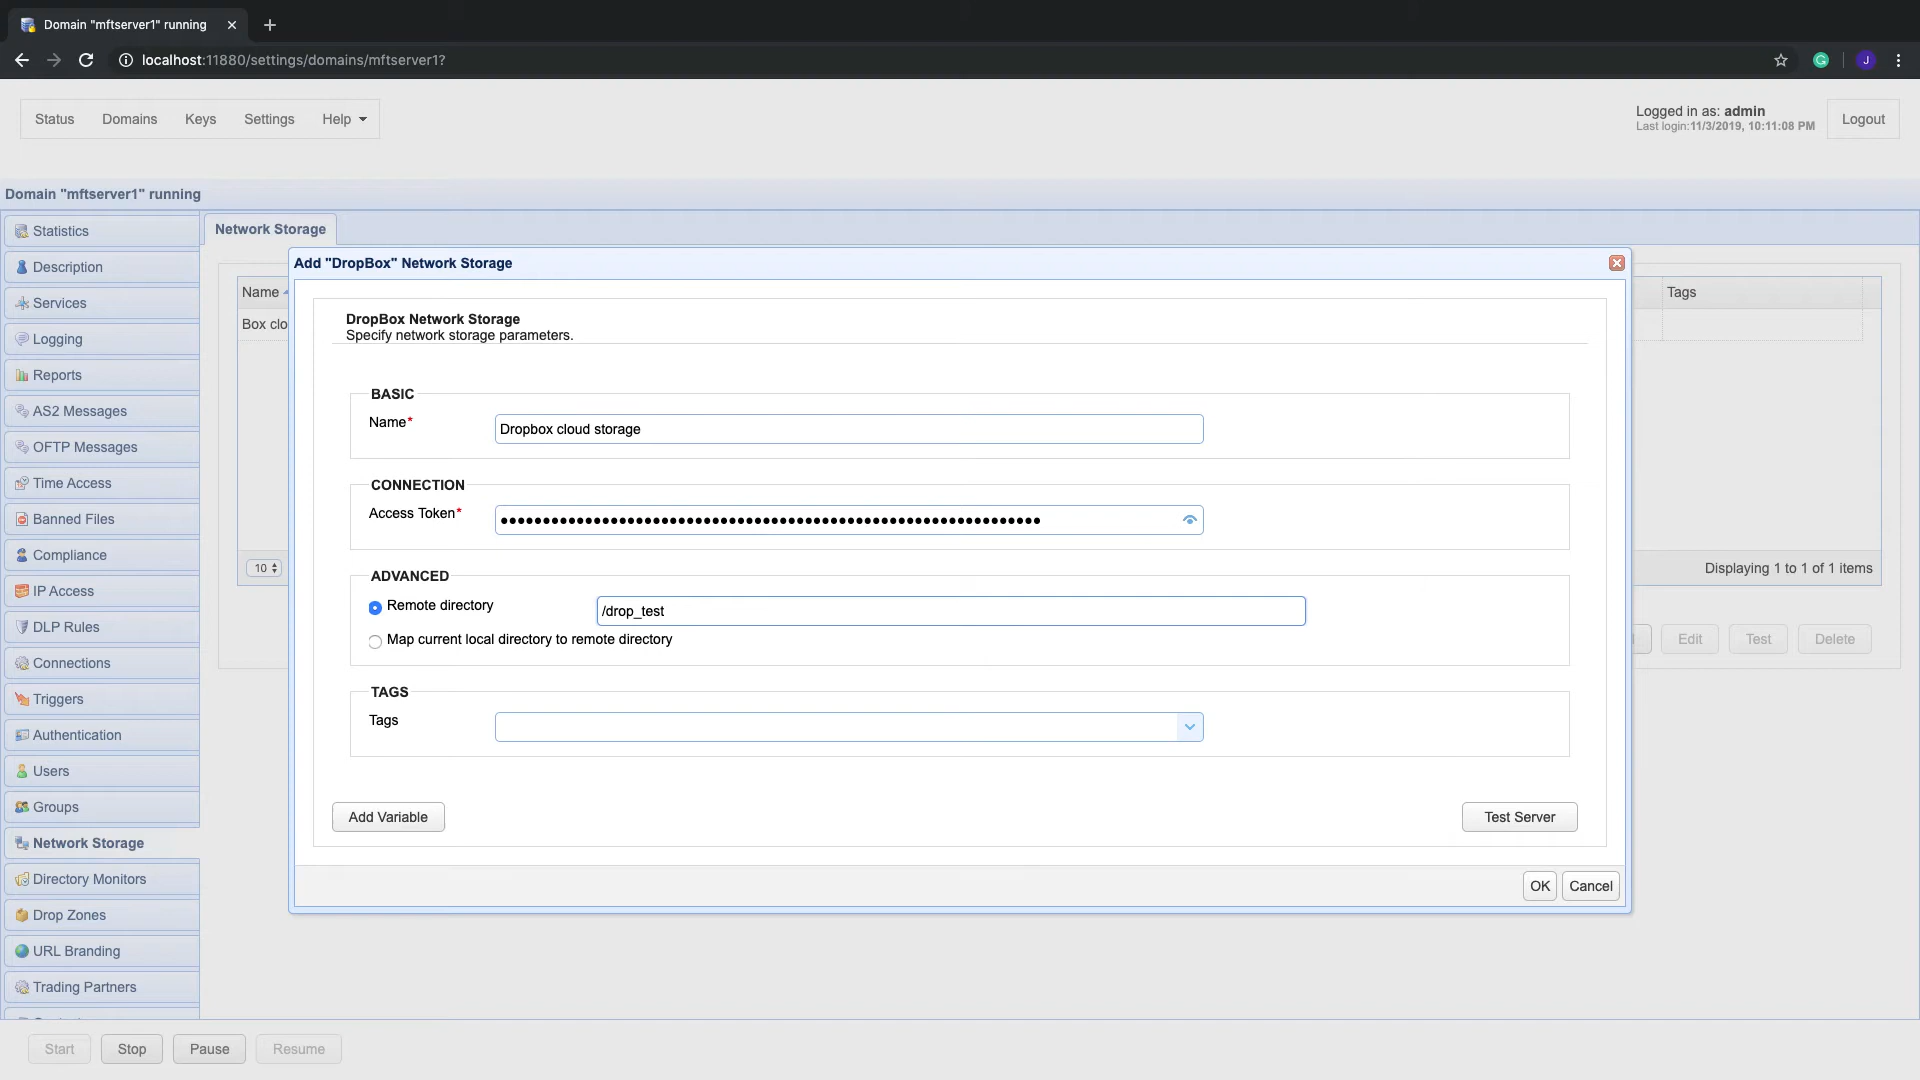 Domain "mftserver1" running
localhost:11880/settings/domains/mftserver1?
J
Status Domains Keys Settings Help
Logged in as: admin
Last login:11/3/2019, 10:11:08 PM
Logout
Domain "mftserver1" running
Statistics
Description
Services
Logging
Reports
AS2 Messages
OFTP Messages
Time Access
Banned Files
Compliance
IP Access
DLP Rules
Connections
Triggers
Authentication
Users
Groups
Network Storage
Directory Monitors
Drop Zones
URL Branding
Trading Partners
Network Storage
Name
Tags
Box clo
10
Displaying 1 to 1 of 1 items
Edit Test Delete
Add "DropBox" Network Storage
DropBox Network Storage
Specify network storage parameters.
BASIC
Name*
Dropbox cloud storage
CONNECTION
Access Token*
ADVANCED
Remote directory
/drop_test
Map current local directory to remote directory
TAGS
Tags
Add Variable
Test Server
OK Cancel
Start Stop Pause Resume